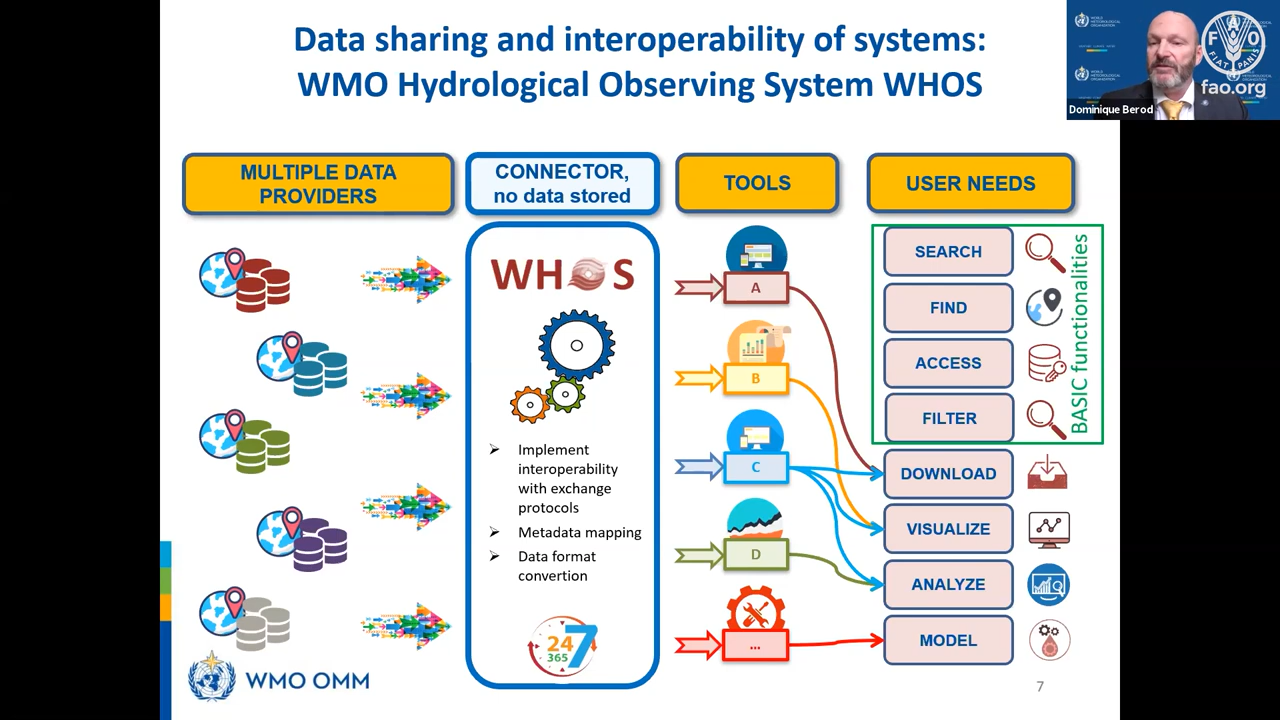 Data sharing and interoperability of systems:
WMO Hydrological Observing System WHOS
Dominique Berod
FAO
FIAT PANIS
fao.org
MULTIPLE DATA
PROVIDERS
CONNECTOR,
no data stored
TOOLS
USER NEEDS
WHOS
Implement
interoperability
with exchange
protocols
Metadata mapping
Data format
convertion
24
7
365
A
B
C
D
...
SEARCH
FIND
ACCESS
FILTER
BASIC functionalities
DOWNLOAD
VISUALIZE
ANALYZE
MODEL
WMO OMM
7